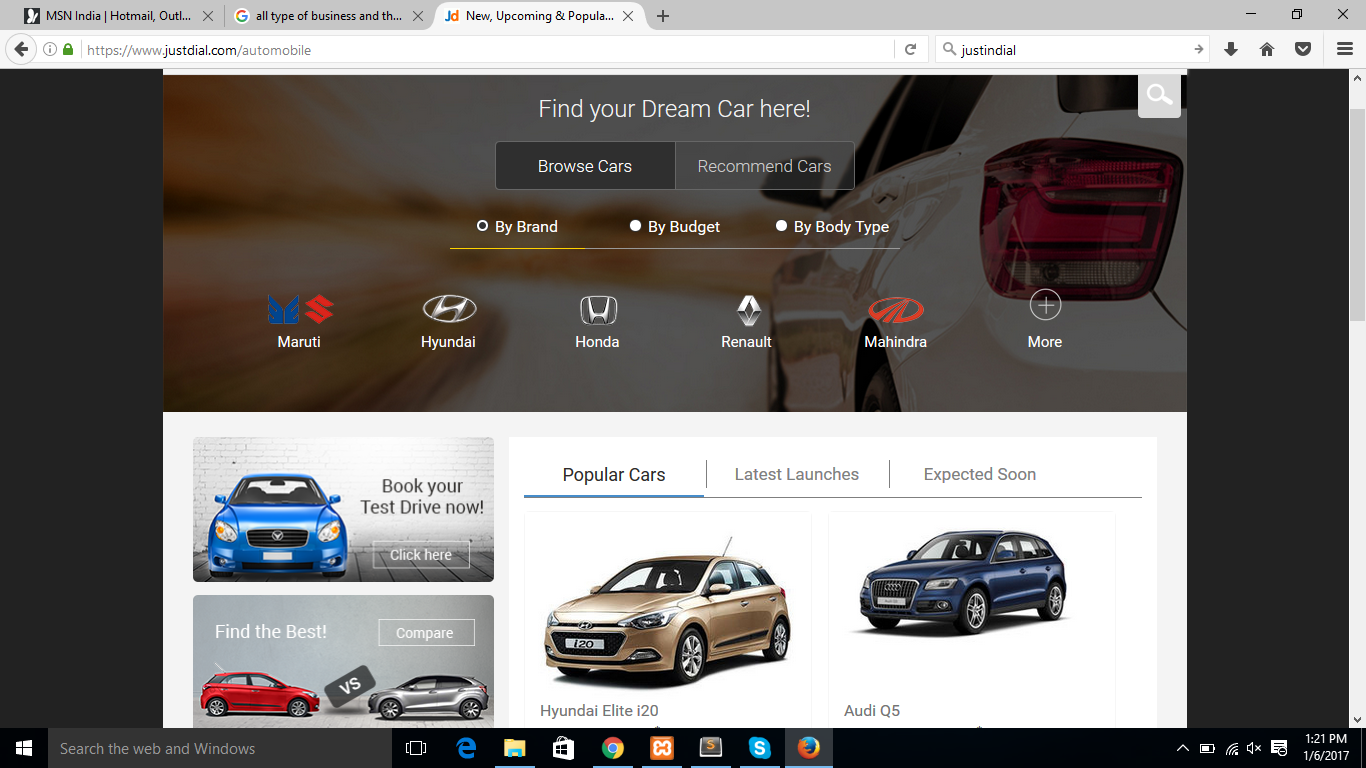 MSN India | Hotmail, Outl...
all type of business and th...
Jd New, Upcoming & Popula...
https://www.justdial.com/automobile
justindial
Find your Dream Car here!
Browse Cars
Recommend Cars
By Brand
By Budget
By Body Type
Maruti
Hyundai
Honda
Renault
Mahindra
More
Book your
Test Drive now!
Click here
Find the Best!
Compare
VS
Popular Cars
Latest Launches
Expected Soon
i20
Hyundai Elite i20
Audi Q5
Search the web and Windows
1:21 PM
1/6/2017